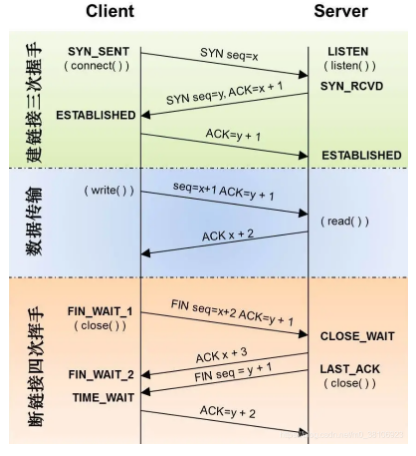 Client
Server
建链接三次握手
SYN_SENT
( connect( ) )
SYN seq=x
LISTEN
( listen( ) )
SYN_RCVD
SYN seq=y, ACK=x + 1
ESTABLISHED
ACK=y + 1
ESTABLISHED
数据传输
( write( ) )
seq=x+1 ACK=y + 1
( read( ) )
ACK x + 2
断链接四次挥手
FIN_WAIT_1
( close( ) )
FIN seq=x+2 ACK=y + 1
CLOSE_WAIT
ACK x + 3
FIN seq = y + 1
FIN_WAIT_2
LAST_ACK
( close( ) )
TIME_WAIT
ACK=y + 2